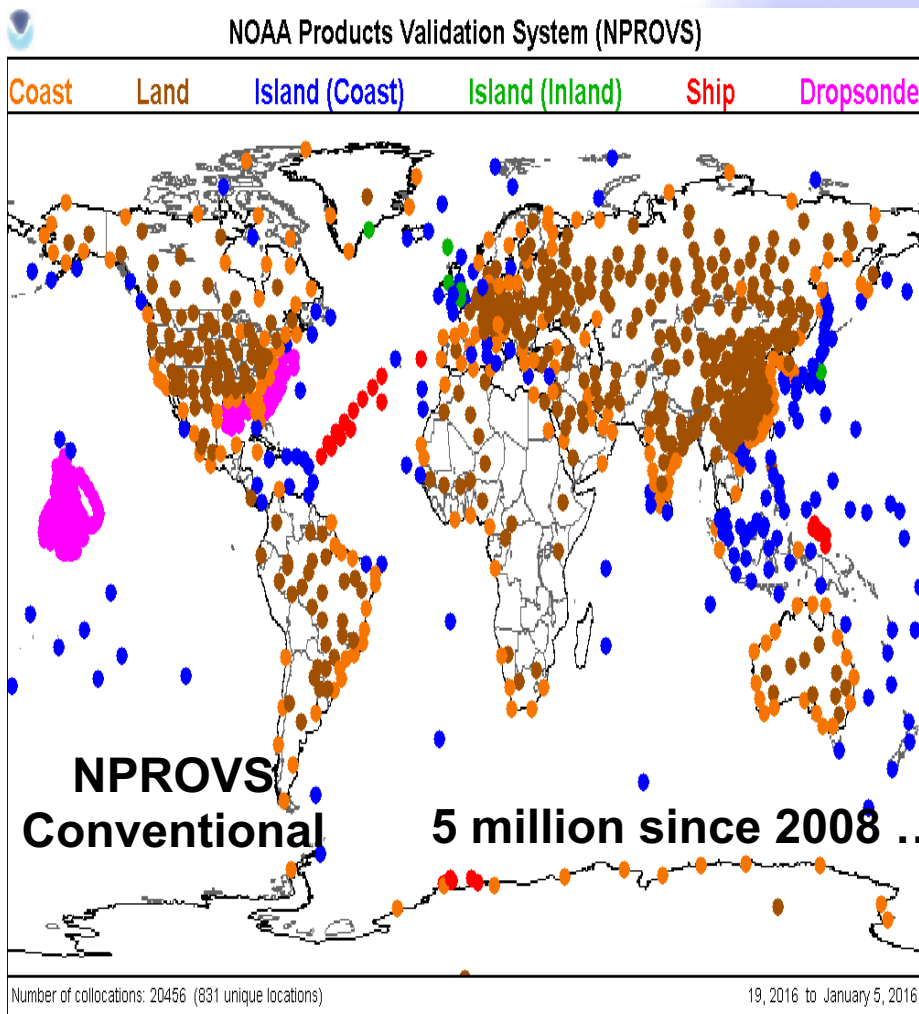 NOAA Products Validation System (NPROVS)
Coast Land Island (Coast) Island (Inland) Ship Dropsonde
NPROVS
Conventional
5 million since 2008 ..
Number of collocations: 20456 (831 unique locations)
19, 2016 to January 5, 2016